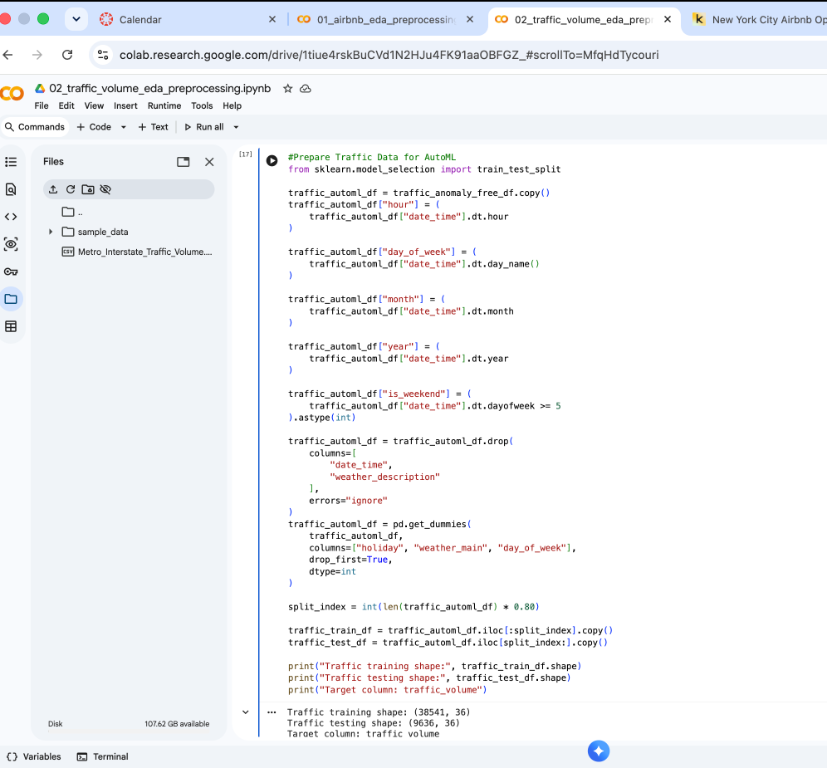 Calendar
01_airbnb_eda_preprocessing
02_traffic_volume_eda_prep
New York City Airbnb Op
colab.research.google.com/drive/1tiue4rskBuCVd1N2HJu4FK91aaOBFGZ_#scrollTo=MfqHdTycouri
02_traffic_volume_eda_preprocessing.ipynb
File Edit View Insert Runtime Tools Help
Commands + Code + Text Run all
Files
..
sample_data
Metro_Interstate_Traffic_Volume....
Disk 107.62 GB available
[17]
#Prepare Traffic Data for AutoML
from sklearn.model_selection import train_test_split
traffic_automl_df = traffic_anomaly_free_df.copy()
traffic_automl_df["hour"] = (
    traffic_automl_df["date_time"].dt.hour
)
traffic_automl_df["day_of_week"] = (
    traffic_automl_df["date_time"].dt.day_name()
)
traffic_automl_df["month"] = (
    traffic_automl_df["date_time"].dt.month
)
traffic_automl_df["year"] = (
    traffic_automl_df["date_time"].dt.year
)
traffic_automl_df["is_weekend"] = (
    traffic_automl_df["date_time"].dt.dayofweek >= 5
).astype(int)
traffic_automl_df = traffic_automl_df.drop(
    columns=[
        "date_time",
        "weather_description"
    ],
    errors="ignore"
)
traffic_automl_df = pd.get_dummies(
    traffic_automl_df,
    columns=["holiday", "weather_main", "day_of_week"],
    drop_first=True,
    dtype=int
)
split_index = int(len(traffic_automl_df) * 0.80)
traffic_train_df = traffic_automl_df.iloc[:split_index].copy()
traffic_test_df = traffic_automl_df.iloc[split_index:].copy()
print("Traffic training shape:", traffic_train_df.shape)
print("Traffic testing shape:", traffic_test_df.shape)
print("Target column: traffic_volume")
Traffic training shape: (38541, 36)
Traffic testing shape: (9636, 36)
Target column: traffic_volume
Variables Terminal